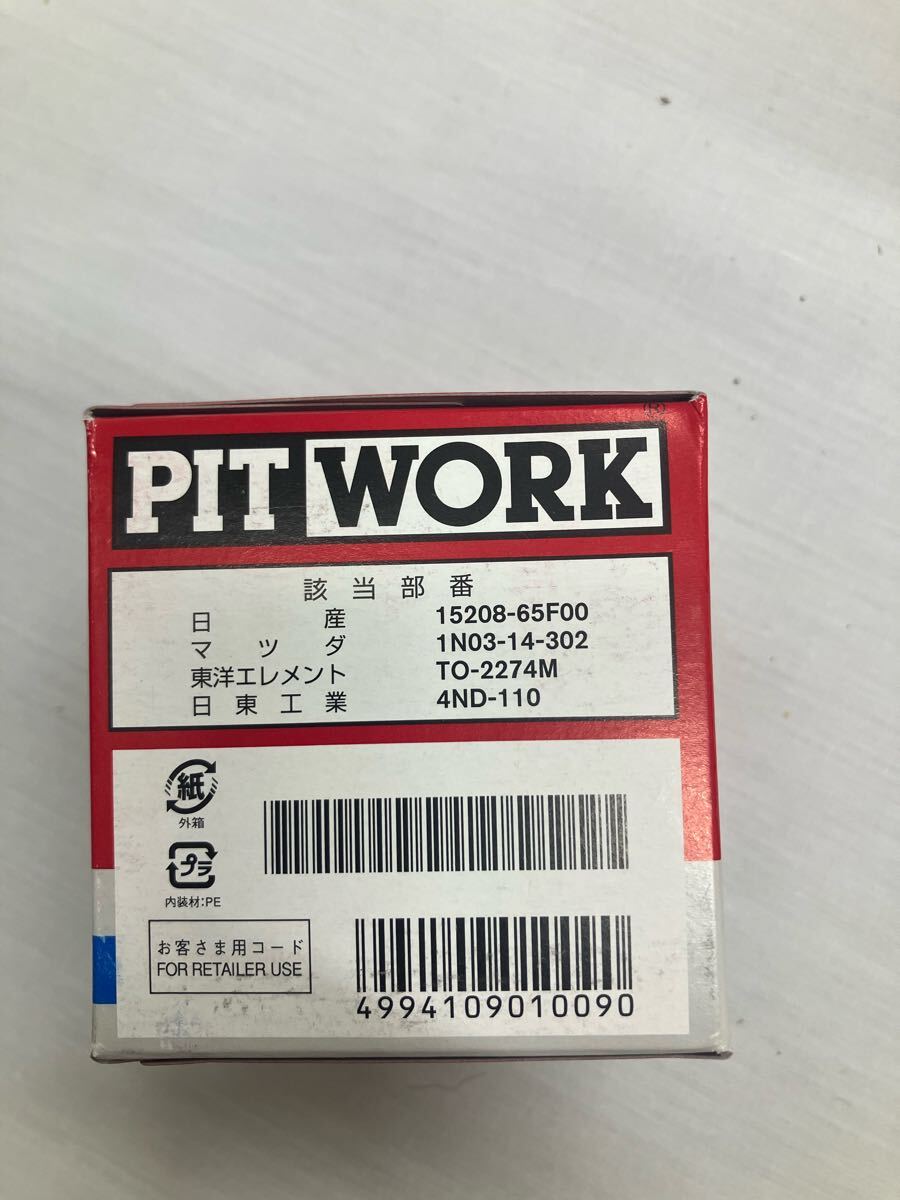 ®
PIT WORK
該当部番
日産 15208-65F00
マツダ 1N03-14-302
東洋エレメント TO-2274M
日東工業 4ND-110
紙
外箱
プラ
内装材:PE
お客さま用コード
FOR RETAILER USE
4994109010090